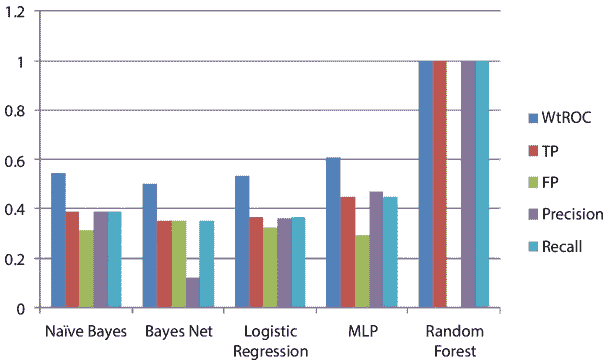 1.2
1
0.8
0.6
0.4
0.2
0
Naïve Bayes
Bayes Net
Logistic
Regression
MLP
Random
Forest
WtROC
TP
FP
Precision
Recall